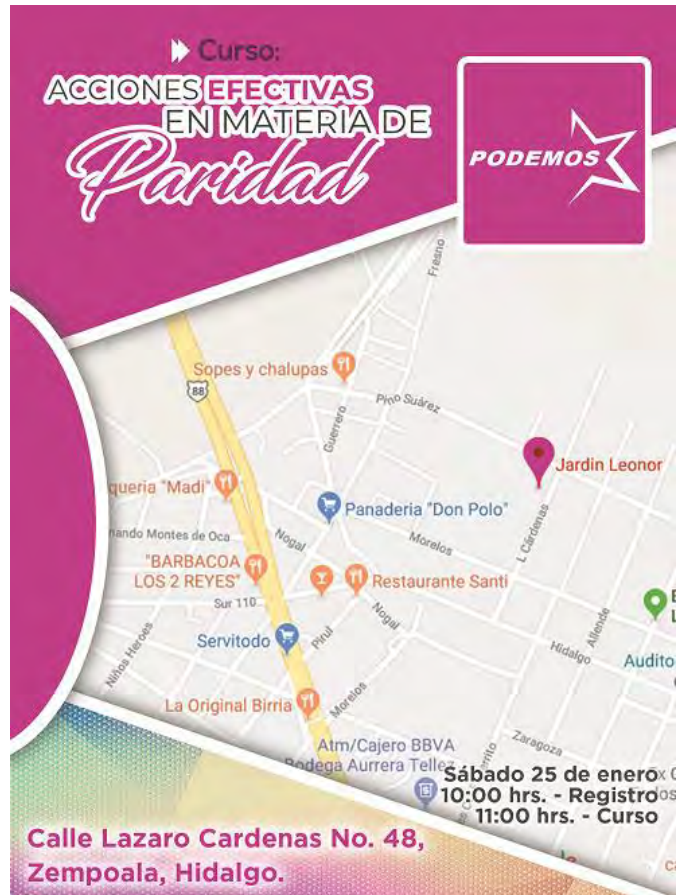 Curso:
ACCIONES EFECTIVAS
EN MATERIA DE
Paridad
PODEMOS
Fresno
Sopes y chalupas
88
Pino Suárez
Guerrero
Jardin Leonor
queria "Madi"
Panaderia "Don Polo"
nando Montes de Oca
Nogal
Morelos
L Cárdenas
"BARBACOA
LOS 2 REYES"
Restaurante Santi
Sur 110
Nogal
Allende
Hidalgo
Servitodo
Pirul
Niños Heroes
Audito
La Original Birria
Morelos
Zaragoza
Atm/Cajero BBVA
Bodega Aurrera Tellez
Sábado 25 de enero
10:00 hrs. - Registro
11:00 hrs. - Curso
Calle Lazaro Cardenas No. 48,
Zempoala, Hidalgo.